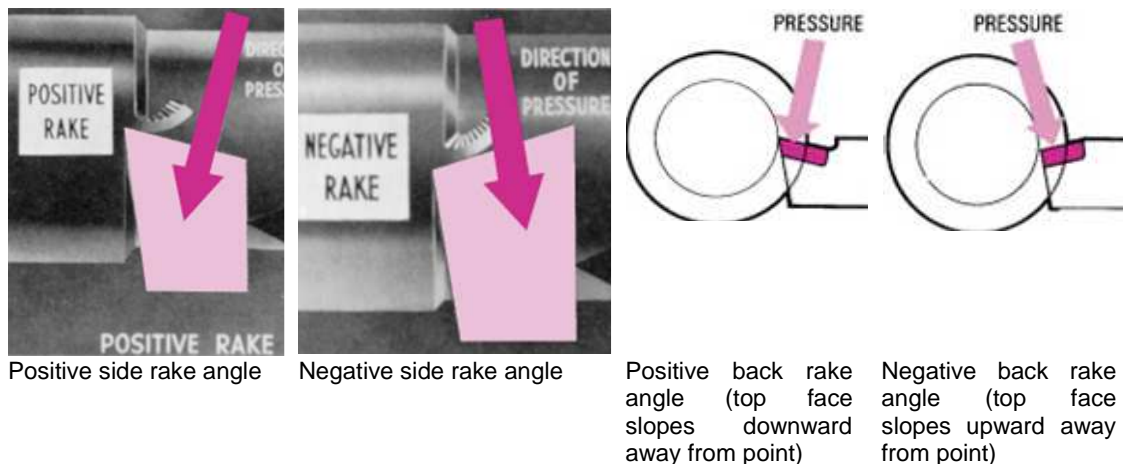 POSITIVE
RAKE
DIREC
O
PRES
POSITIVE RAKE
NEGATIVE
RAKE
DIRECTION
OF
PRESSURE
PRESSURE
PRESSURE
Positive side rake angle
Negative side rake angle
Positive back rake
angle (top face
slopes downward
away from point)
Negative back rake
angle (top face
slopes upward away
from point)